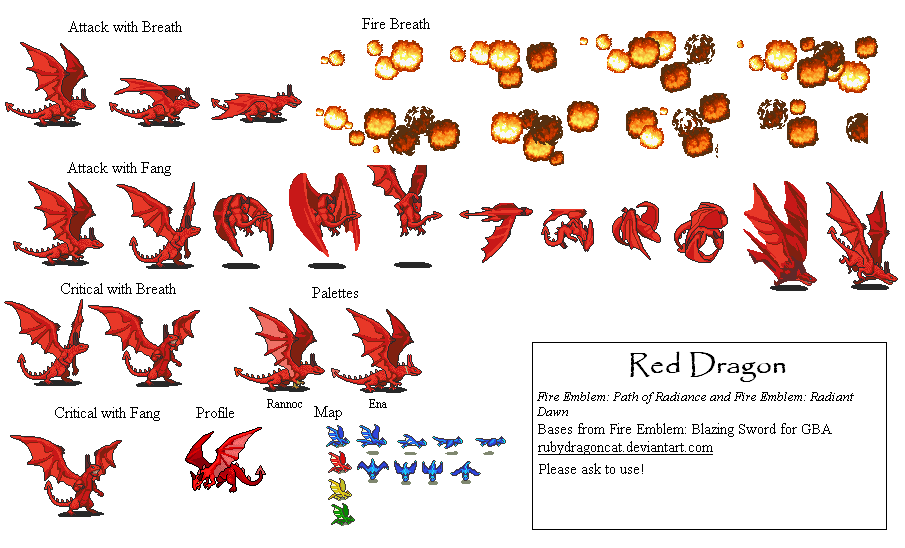 Attack with Breath
Fire Breath
Attack with Fang
Critical with Breath
Palettes
Rannoc
Ena
Critical with Fang
Profile
Map
Red Dragon
Fire Emblem: Path of Radiance and Fire Emblem: Radiant
Dawn
Bases from Fire Emblem: Blazing Sword for GBA
rubydragoncat.deviantart.com
Please ask to use!